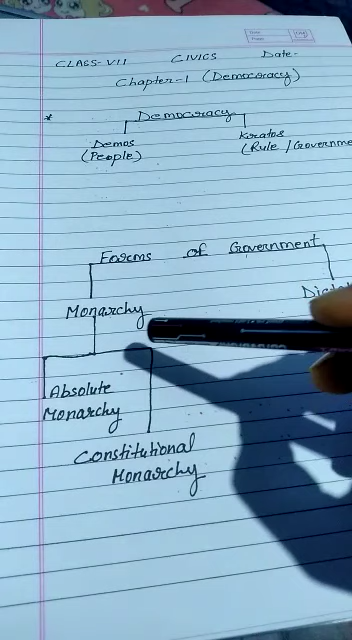 CLASS-VII CIVICS Date-
Chapter-1 (Democracy)
* Democracy
Demos Kratos
(People) (Rule / Governme
Forms of Government
Monarchy
Absolute
Monarchy
Constitutional
Monarchy